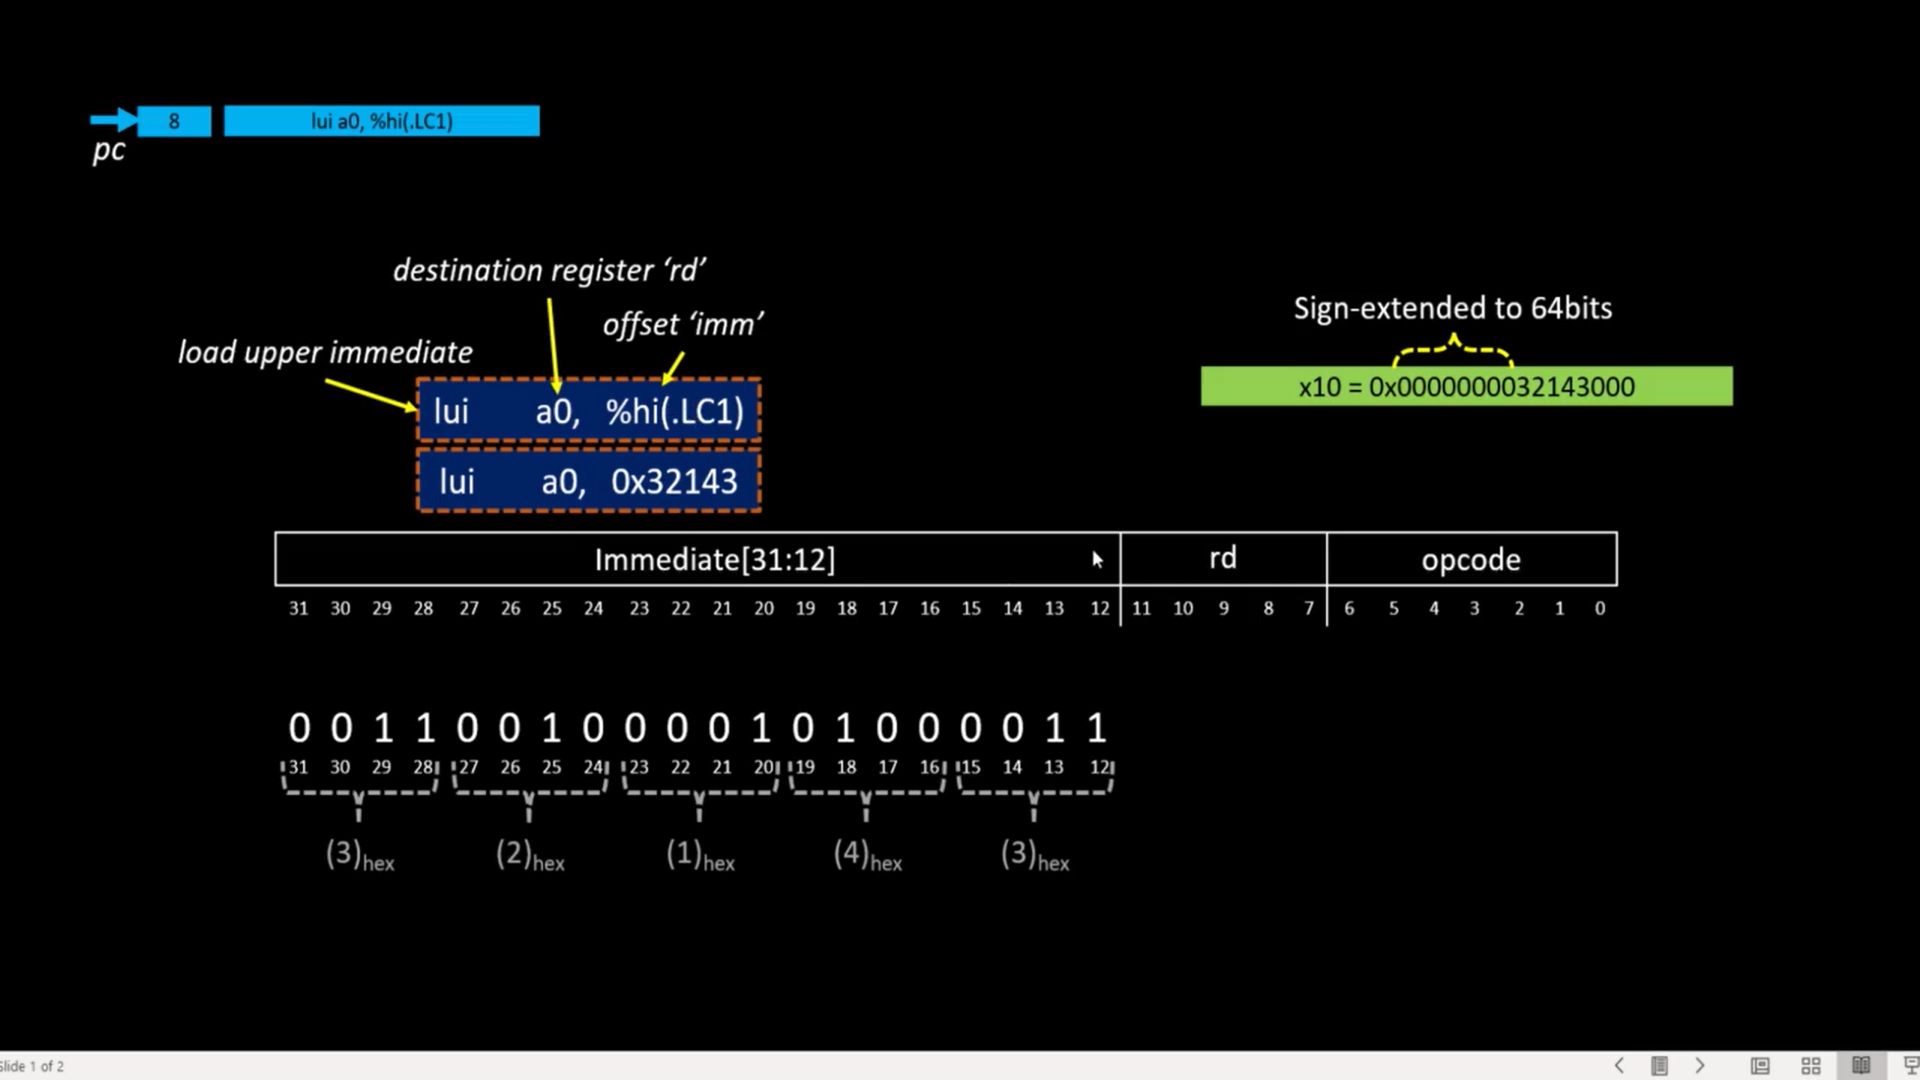 8 lui a0, %hi(.LC1)
pc
destination register ‘rd’
offset ‘imm’
load upper immediate
lui a0, %hi(.LC1)
lui a0, 0x32143
Sign-extended to 64bits
x10 = 0x0000000032143000
Immediate[31:12] rd opcode
31 30 29 28 27 26 25 24 23 22 21 20 19 18 17 16 15 14 13 12 11 10 9 8 7 6 5 4 3 2 1 0
0 0 1 1 0 0 1 0 0 0 0 1 0 1 0 0 0 0 1 1
31 30 29 28 27 26 25 24 23 22 21 20 19 18 17 16 15 14 13 12
(3)hex (2)hex (1)hex (4)hex (3)hex
Slide 1 of 2